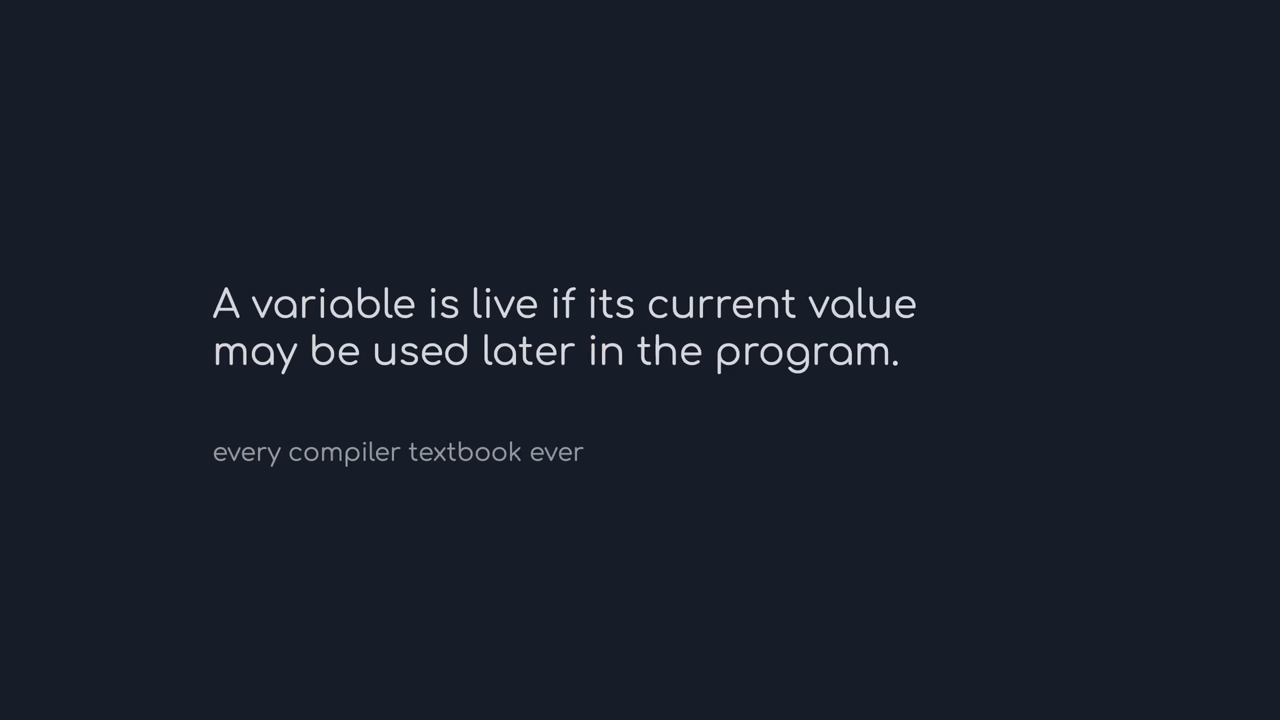 A variable is live if its current value
may be used later in the program.
every compiler textbook ever